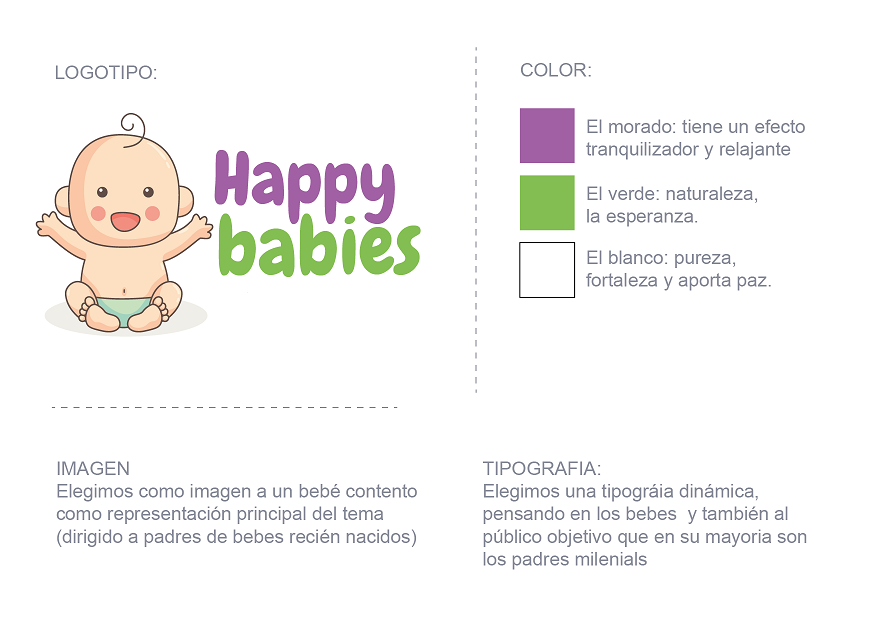 LOGOTIPO:
Happy
babies
COLOR:
El morado: tiene un efecto
tranquilizador y relajante
El verde: naturaleza,
la esperanza.
El blanco: pureza,
fortaleza y aporta paz.
IMAGEN
Elegimos como imagen a un bebé contento
como representación principal del tema
(dirigido a padres de bebes recién nacidos)
TIPOGRAFIA:
Elegimos una tipográia dinámica,
pensando en los bebes  y también al
público objetivo que en su mayoria son
los padres milenials